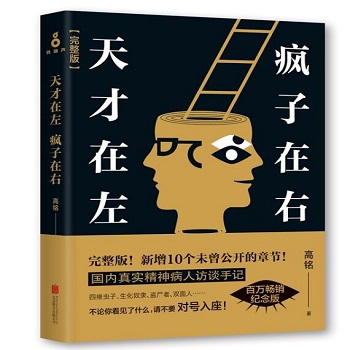 【完整版】
天才在左
疯子在右
高铭
著
完整版！新增10个未曾公开的章节！
国内真实精神病人访谈手记
四维虫子、生化奴隶、盗尸者、双面人……
不论你看见了什么，请不要 对号入座！
百万畅销
纪念版
天才在左 疯子在右
高铭